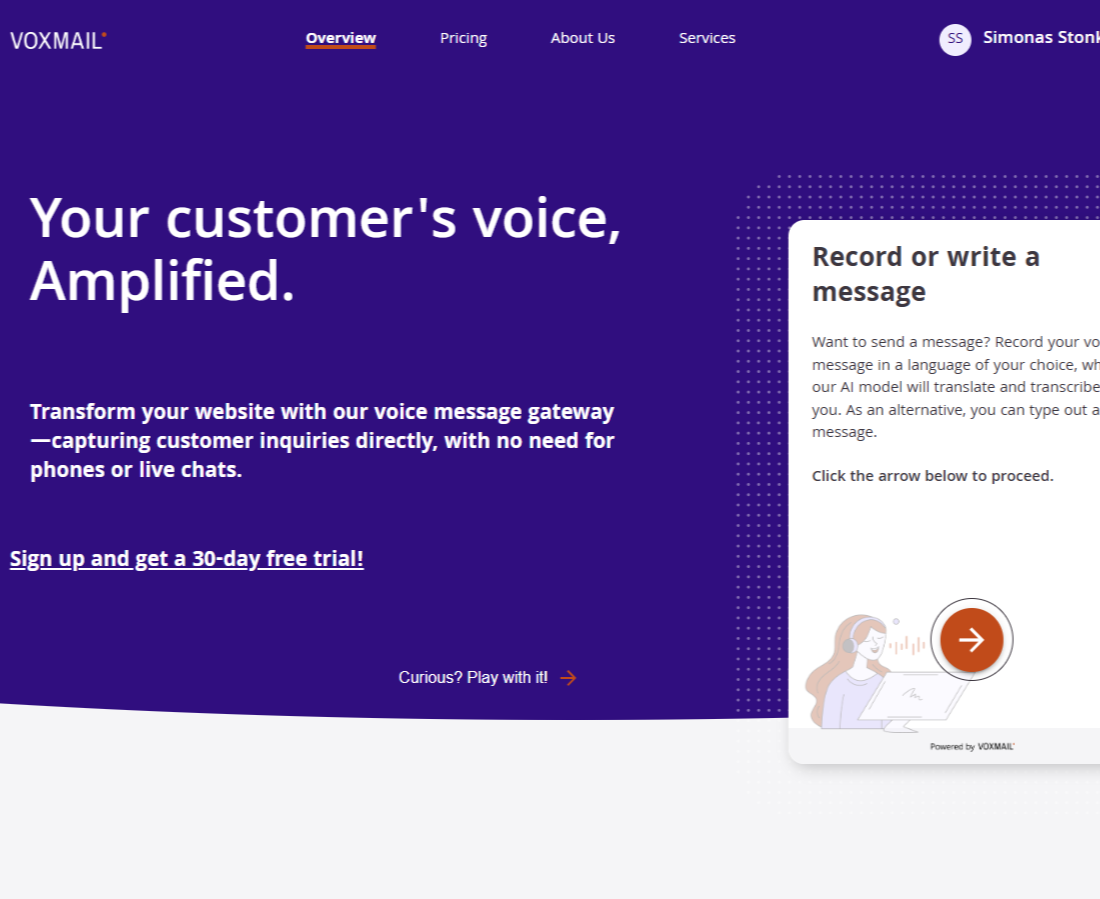 VOXMAIL
Overview
Pricing
About Us
Services
SS
Simonas
Your customer's voice,
Amplified.
Transform your website with our voice message gateway
—capturing customer inquiries directly, with no need for
phones or live chats.
Sign up and get a 30-day free trial!
Curious? Play with it!
Record or write a
message
Want to send a message? Record your
message in a language of your choice,
our AI model will translate and transcribe
you. As an alternative, you can type out a
message.
Click the arrow below to proceed.
Powered by VOXMAIL